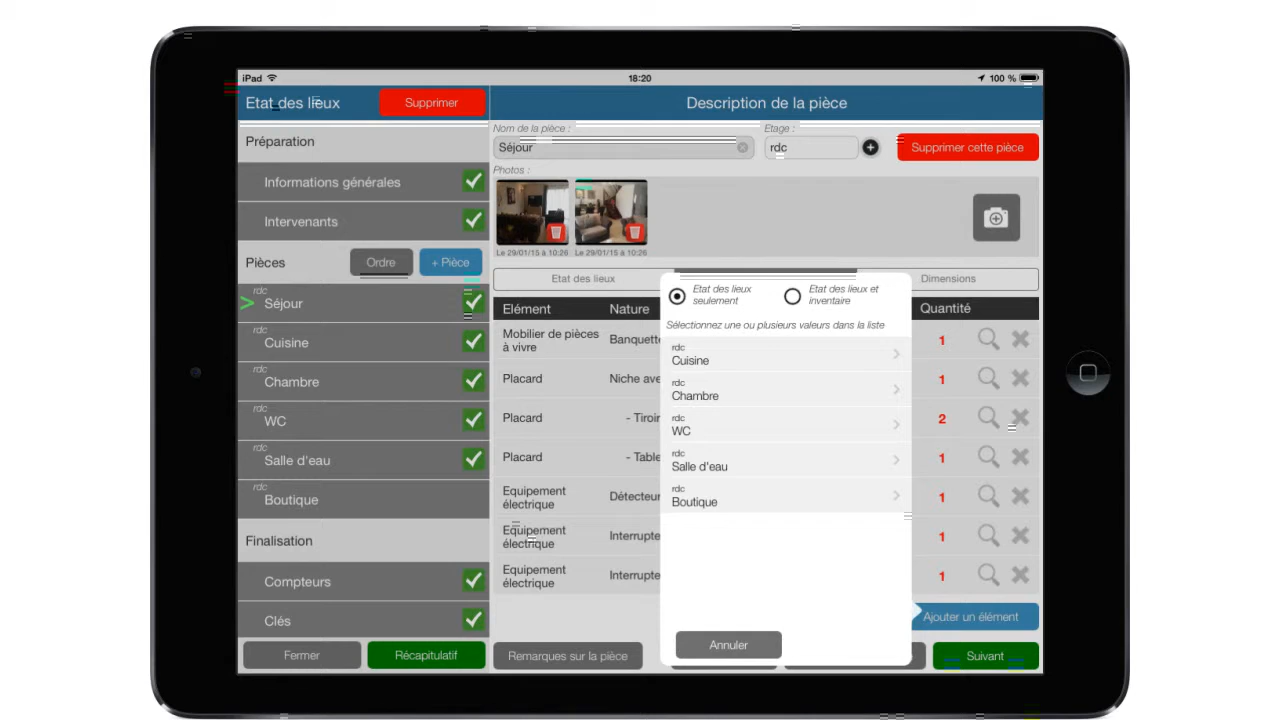 iPad
18:20
100 %
Etat des lieux
Supprimer
Description de la pièce
Préparation
Informations générales
Intervenants
Pièces
Ordre
+ Pièce
rdc
Séjour
rdc
Cuisine
rdc
Chambre
rdc
WC
rdc
Salle d'eau
rdc
Boutique
Finalisation
Compteurs
Clés
Fermer
Récapitulatif
Nom de la pièce :
Etage :
Séjour
rdc
Supprimer cette pièce
Photos :
Le 29/01/15 à 10:26
Le 29/01/15 à 10:26
Etat des lieux
Dimensions
Elément
Nature
Quantité
Mobilier de pièces
à vivre
Banquette
1
Placard
Niche ave
1
Placard
- Tiroir
2
Placard
- Table
1
Equipement
électrique
Détecteur
1
Equipement
électrique
Interrupte
1
Equipement
électrique
Interrupte
1
Etat des lieux
seulement
Etat des lieux et
inventaire
Sélectionnez une ou plusieurs valeurs dans la liste
rdc
Cuisine
rdc
Chambre
rdc
WC
rdc
Salle d'eau
rdc
Boutique
Annuler
Ajouter un élément
Remarques sur la pièce
Suivant